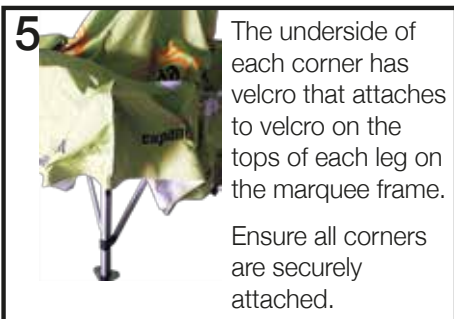 5
The underside of
each corner has
velcro that attaches
to velcro on the
tops of each leg on
the marquee frame.
Ensure all corners
are securely
attached.